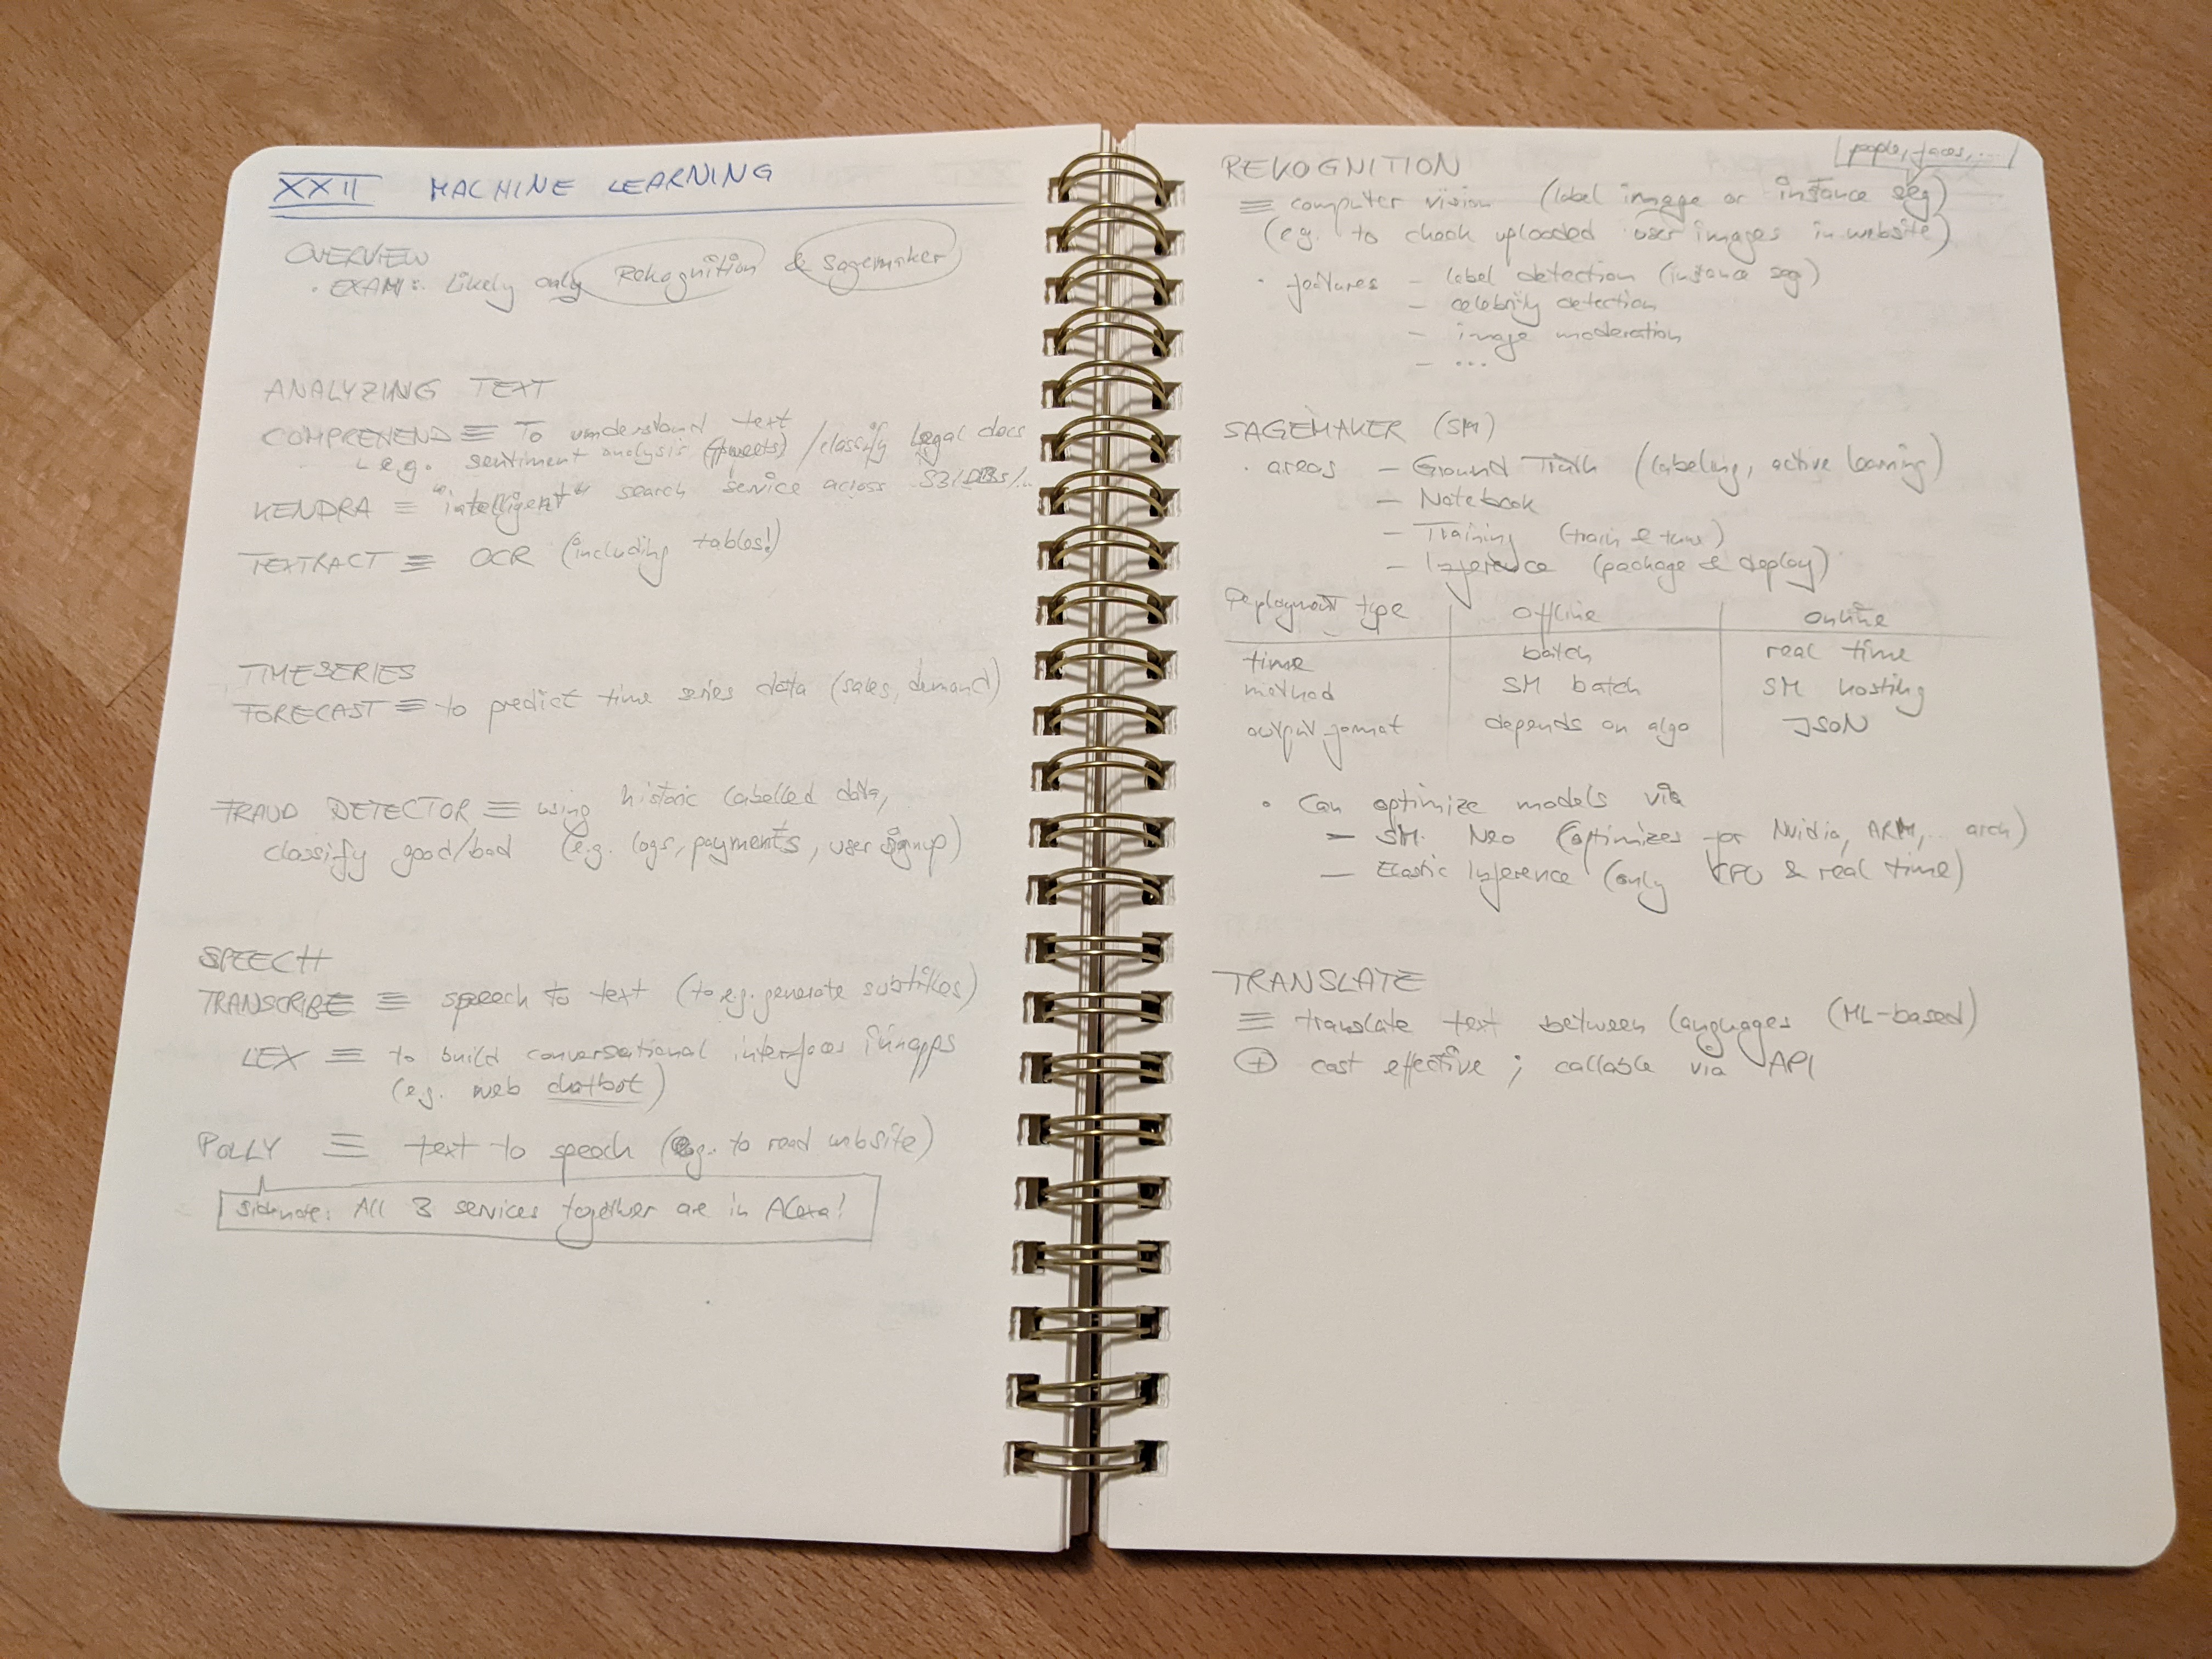 XXII MACHINE LEARNING
OVERVIEW
· EXAM: Likely only Rekognition & Sagemaker
ANALYZING TEXT
COMPREHEND ≡ To understand text
e.g. sentiment analysis (tweets) / classify legal docs
KENDRA ≡ "intelligent" search service across S3/DBs/...
TEXTRACT ≡ OCR (including tables!)
TIMESERIES
FORECAST ≡ to predict time series data (sales, demand)
FRAUD DETECTOR ≡ using historic labelled data,
classify good/bad (e.g. logs, payments, user signup)
SPEECH
TRANSCRIBE ≡ speech to text (to e.g. generate subtitles)
LEX ≡ to build conversational interfaces in apps
(e.g. web chatbot)
POLLY ≡ text to speech (e.g. to read website)
Sidenote: All 3 services together are in Alexa!
REKOGNITION
people, faces, ...
≡ computer vision (label image or instance seg)
(e.g. to check uploaded user images in website)
· features - label detection (instance seg)
- celebrity detection
- image moderation
- ...
SAGEMAKER (SM)
· areas - Ground Truth (labeling, active learning)
- Notebook
- Training (train & tune)
- Inference (package & deploy)
Deployment type offline online
time batch real time
method SM batch SM hosting
output format depends on algo JSON
· Can optimize models via
- SM Neo (optimizes for Nvidia, ARM, .. arch)
- Elastic Inference (only CPU & real time)
TRANSLATE
≡ translate text between languages (ML-based)
⊕ cost effective ; callable via API